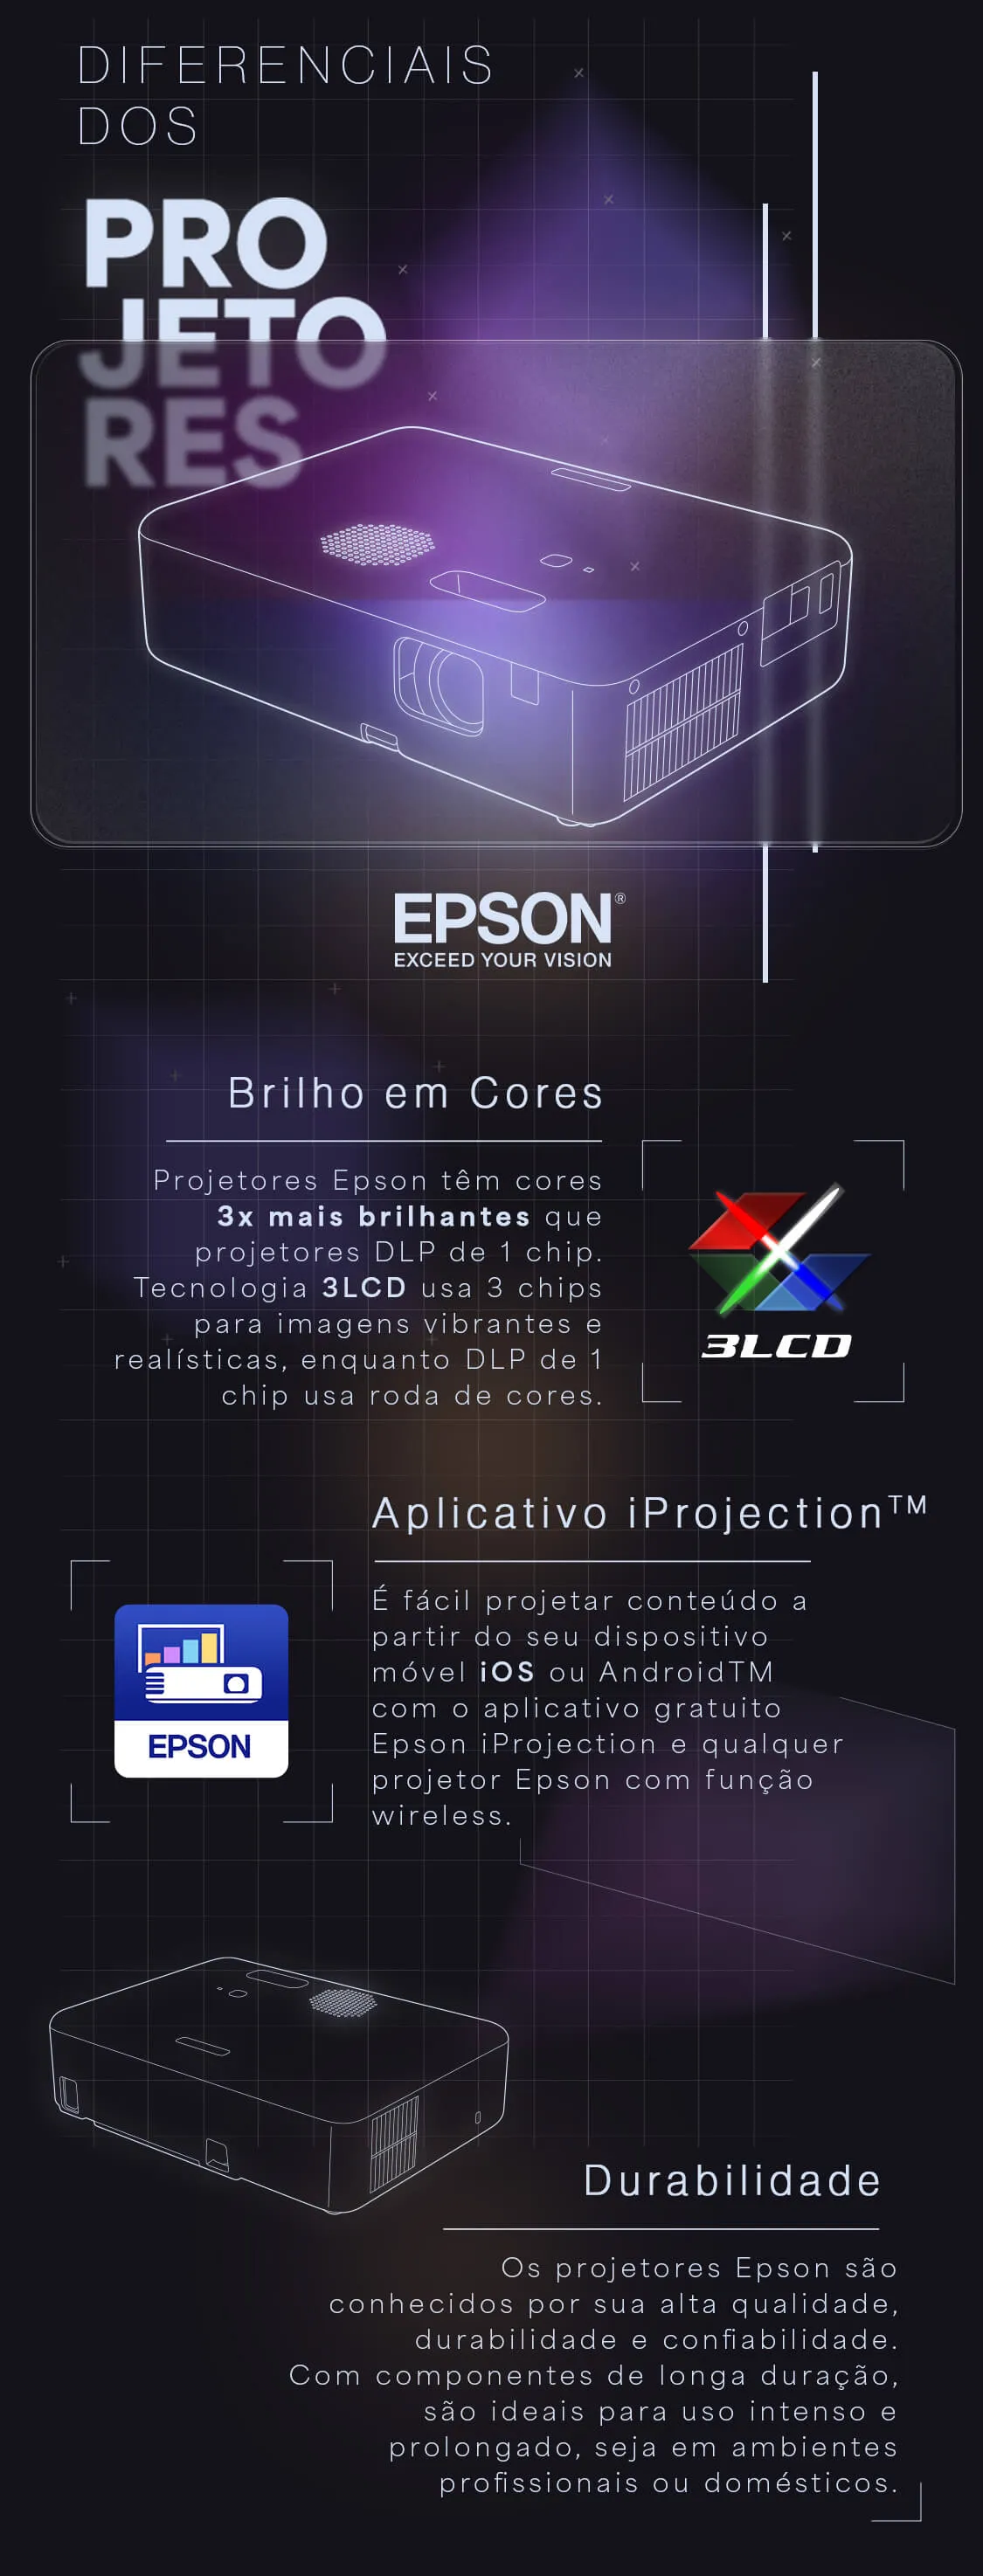 DIFERENCIAIS
DOS
PRO
JETO
RES
EPSON®
EXCEED YOUR VISION
Brilho em Cores
Projetores Epson têm cores
3x mais brilhantes que
projetores DLP de 1 chip.
Tecnologia 3LCD usa 3 chips
para imagens vibrantes e
realísticas, enquanto DLP de 1
chip usa roda de cores.
3LCD
Aplicativo iProjection™
É fácil projetar conteúdo a
partir do seu dispositivo
móvel iOS ou AndroidTM
com o aplicativo gratuito
Epson iProjection e qualquer
projetor Epson com função
wireless.
EPSON
Durabilidade
Os projetores Epson são
conhecidos por sua alta qualidade,
durabilidade e confiabilidade.
Com componentes de longa duração,
são ideais para uso intenso e
prolongado, seja em ambientes
profissionais ou domésticos.